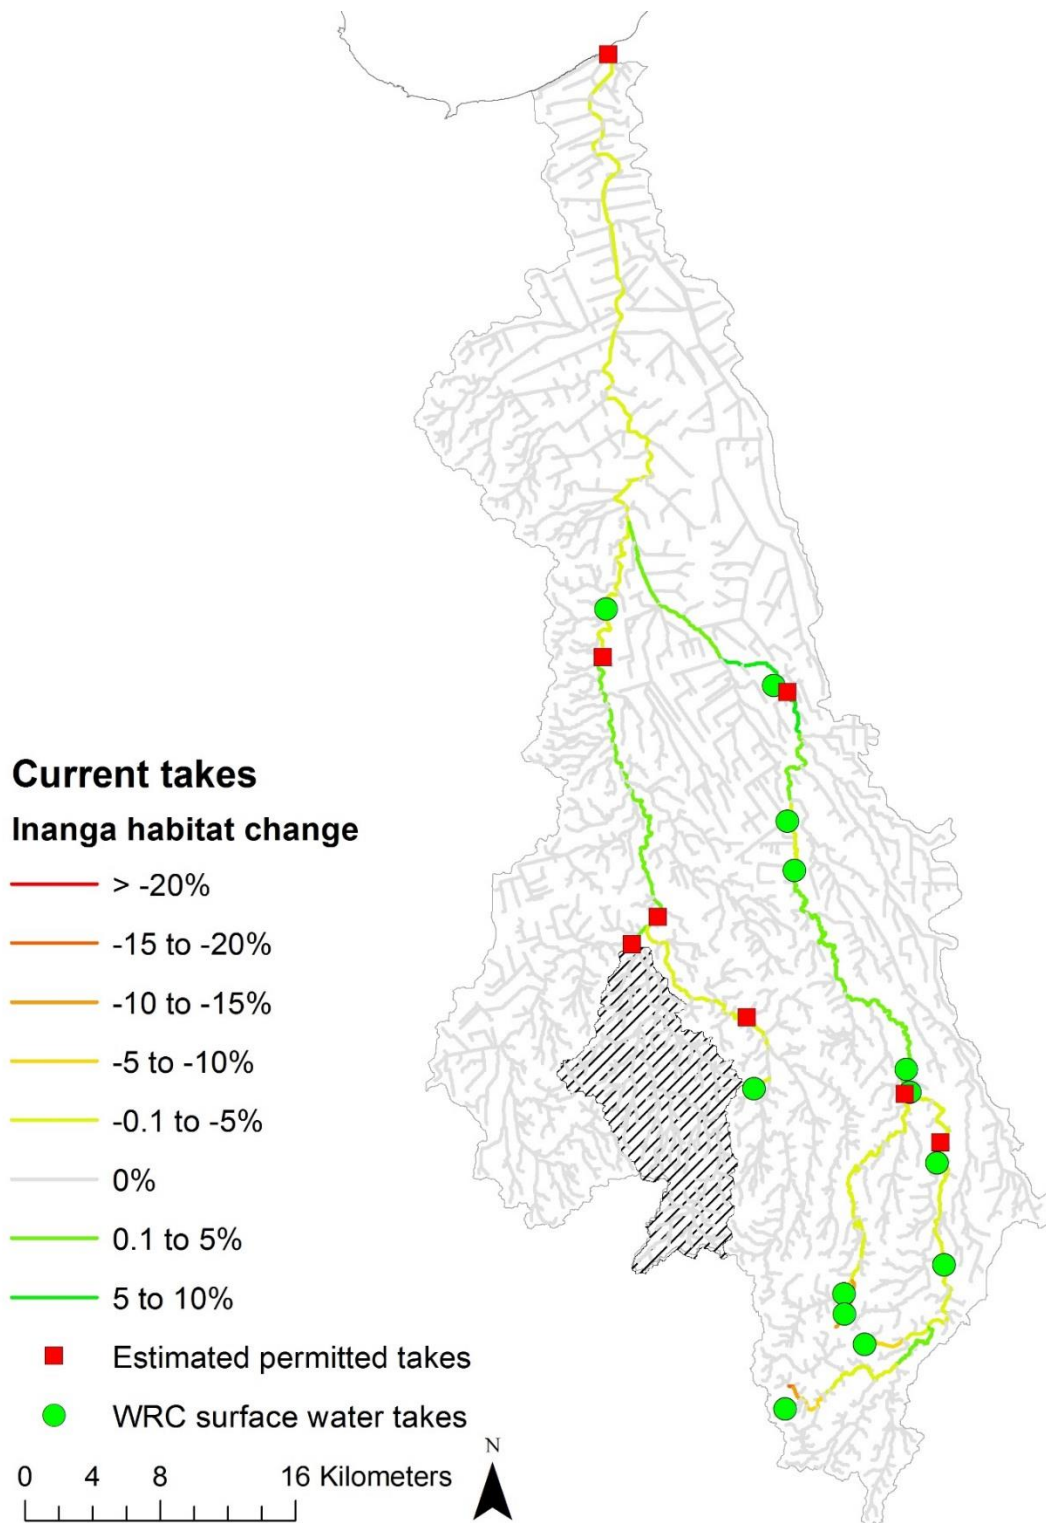 Current takes
Inanga habitat change
> -20%
-15 to -20%
-10 to -15%
-5 to -10%
-0.1 to -5%
0%
0.1 to 5%
5 to 10%
Estimated permitted takes
WRC surface water takes
N
0 4 8 16 Kilometers